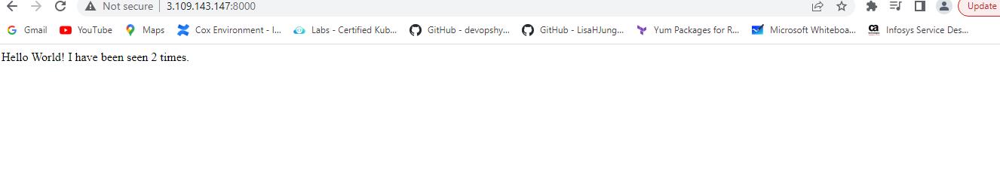 Not secure 3.109.143.147:8000 Update
Gmail YouTube Maps Cox Environment - I... Labs - Certified Kub... GitHub - devopshy... GitHub - LisaHJung... Yum Packages for R... Microsoft Whiteboa... ca Infosys Service Des...
Hello World! I have been seen 2 times.